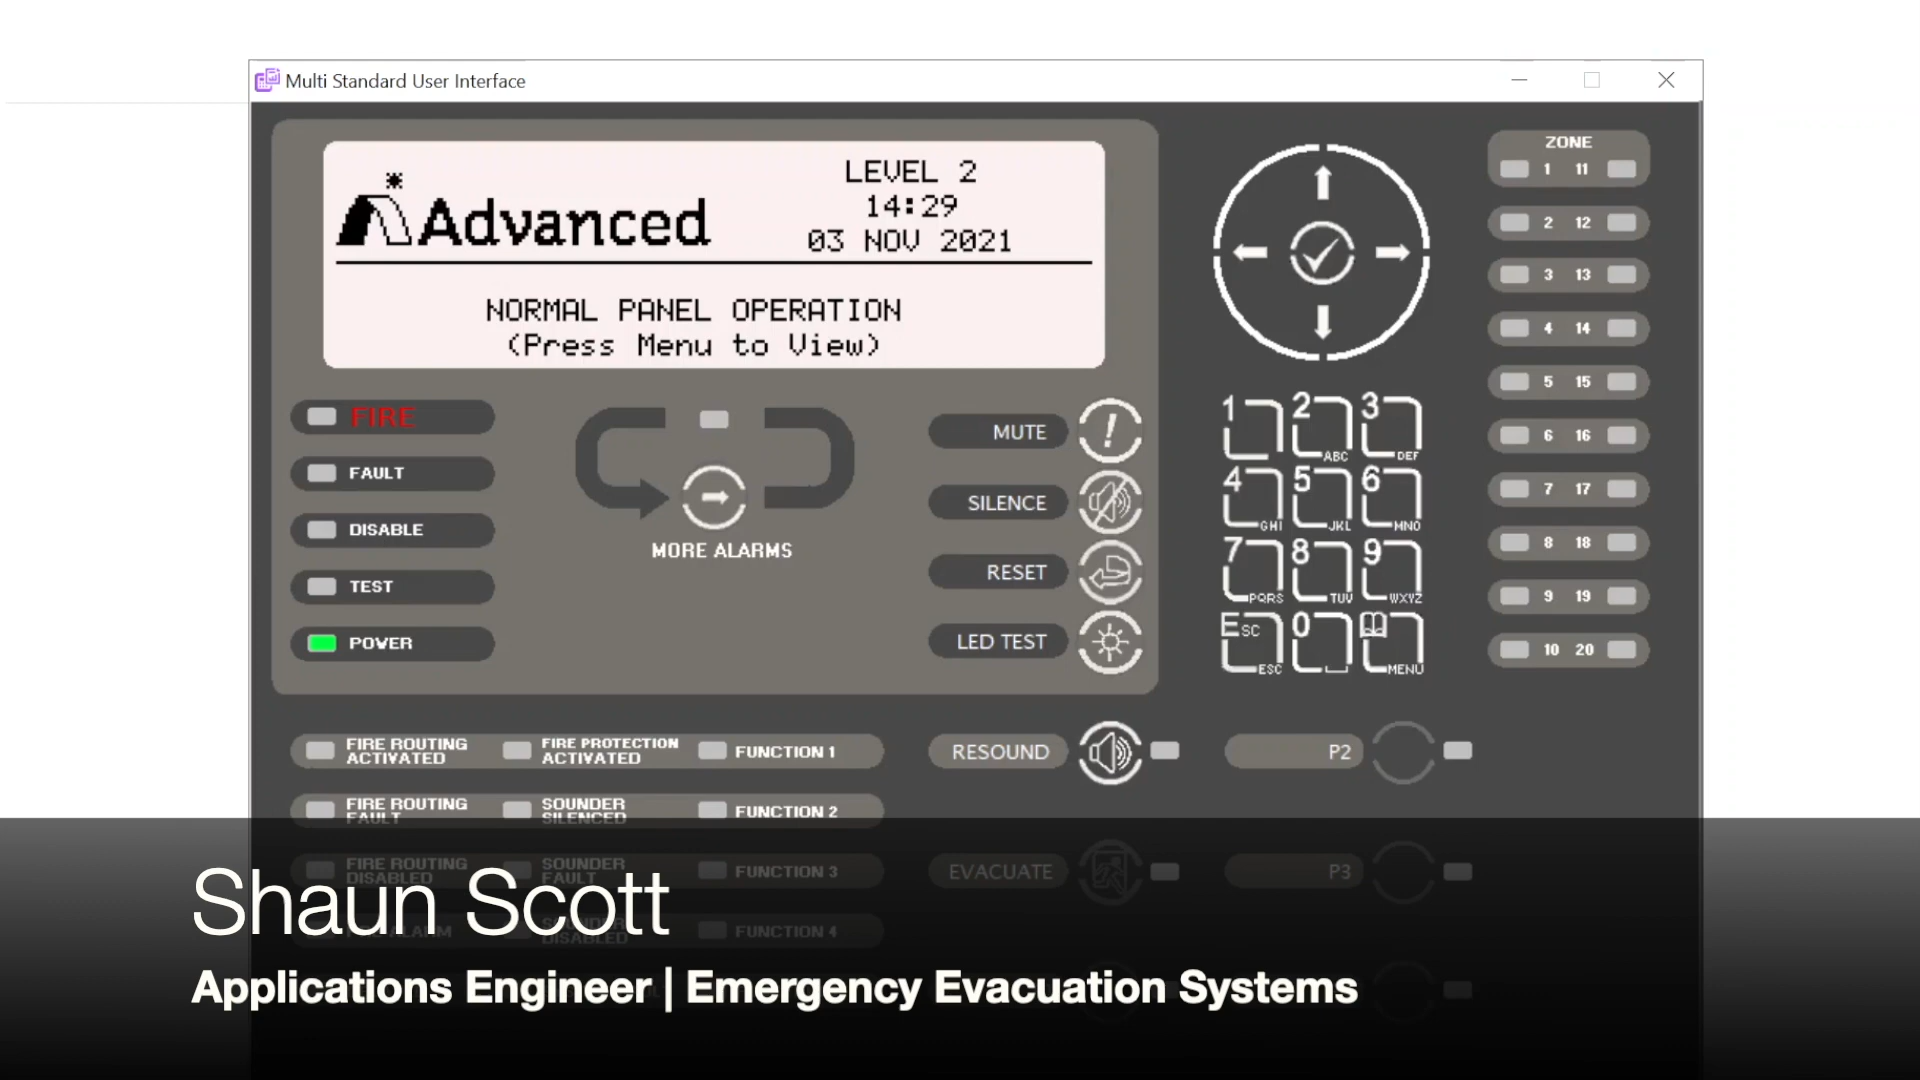 Multi Standard User Interface
Advanced
LEVEL 2
14:29
03 NOV 2021
NORMAL PANEL OPERATION
(Press Menu to View)
FIRE
FAULT
DISABLE
TEST
POWER
MORE ALARMS
MUTE
SILENCE
RESET
LED TEST
1
2 ABC
3 DEF
4 GHI
5 JKL
6 MNO
7 PQRS
8 TUV
9 WXYZ
Esc ESC
0
MENU
ZONE
1 11
2 12
3 13
4 14
5 15
6 16
7 17
8 18
9 19
10 20
FIRE ROUTING ACTIVATED
FIRE PROTECTION ACTIVATED
FUNCTION 1
RESOUND
P2
FIRE ROUTING FAULT
SOUNDER SILENCED
FUNCTION 2
FIRE ROUTING DISABLED
SOUNDER FAULT
FUNCTION 3
EVACUATE
P3
ALARM
SOUNDER DISABLED
FUNCTION 4
Shaun Scott
Applications Engineer | Emergency Evacuation Systems